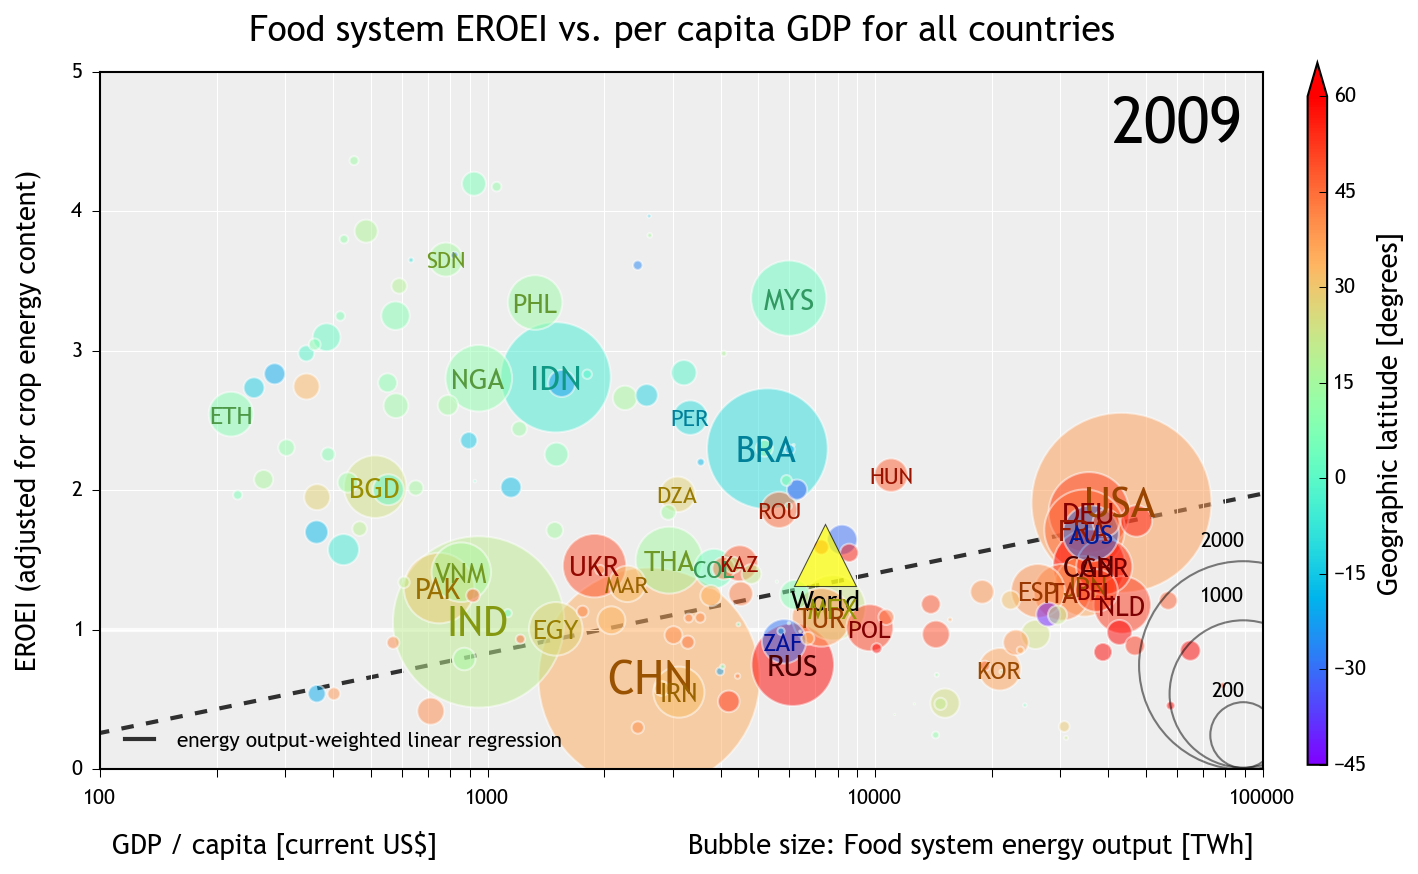 Food system EROEI vs. per capita GDP for all countries
2009
EROEI (adjusted for crop energy content)
5
4
3
2
1
0
SDN
PHL
MYS
NGA
IDN
ETH
PER
BRA
HUN
BGD
DZA
ROU
USA
DEU
AUS
UKR
THA
COL
KAZ
VNM
PAK
MAR
CAN
GBR
BEL
ESP
ITA
NLD
World
MEX
TUR
IND
EGY
ZAF
POL
RUS
KOR
CHN
IRN
2000
1000
200
energy output-weighted linear regression
100
1000
10000
100000
GDP / capita [current US$]
Bubble size: Food system energy output [TWh]
60
45
30
15
0
−15
−30
−45
Geographic latitude [degrees]